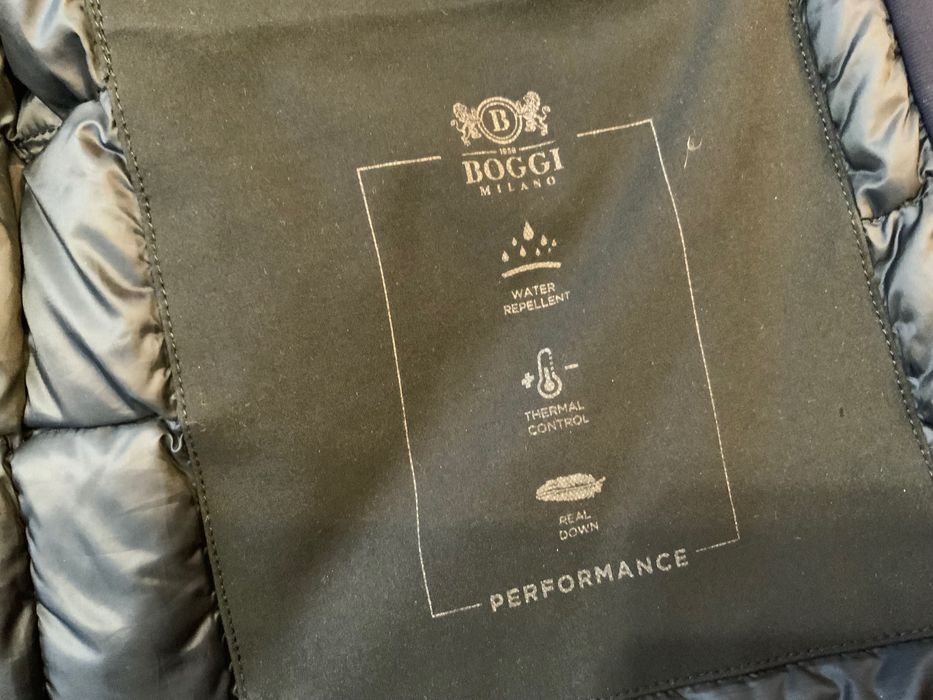 B
1939
BOGGI
MILANO
WATER
REPELLENT
+ -
THERMAL
CONTROL
REAL
DOWN
PERFORMANCE